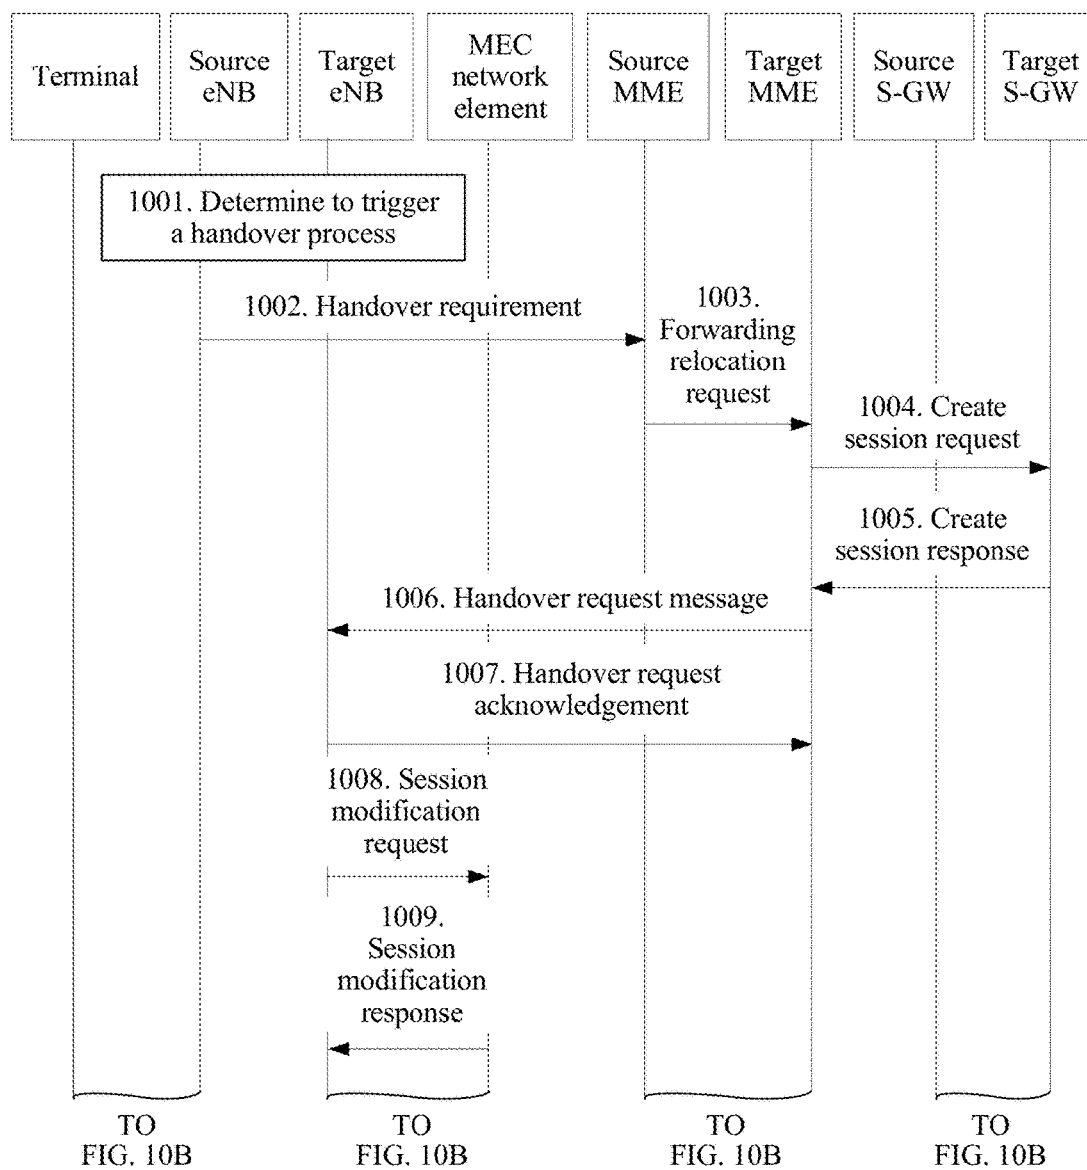 Terminal
Source
eNB
Target
eNB
MEC
network
element
Source
MME
Target
MME
Source
S-GW
Target
S-GW
1001. Determine to trigger
a handover process
1002. Handover requirement
1003.
Forwarding
relocation
request
1004. Create
session request
1005. Create
session response
1006. Handover request message
1007. Handover request
acknowledgement
1008. Session
modification
request
1009.
Session
modification
response
TO
FIG. 10B
TO
FIG. 10B
TO
FIG. 10B
TO
FIG. 10B